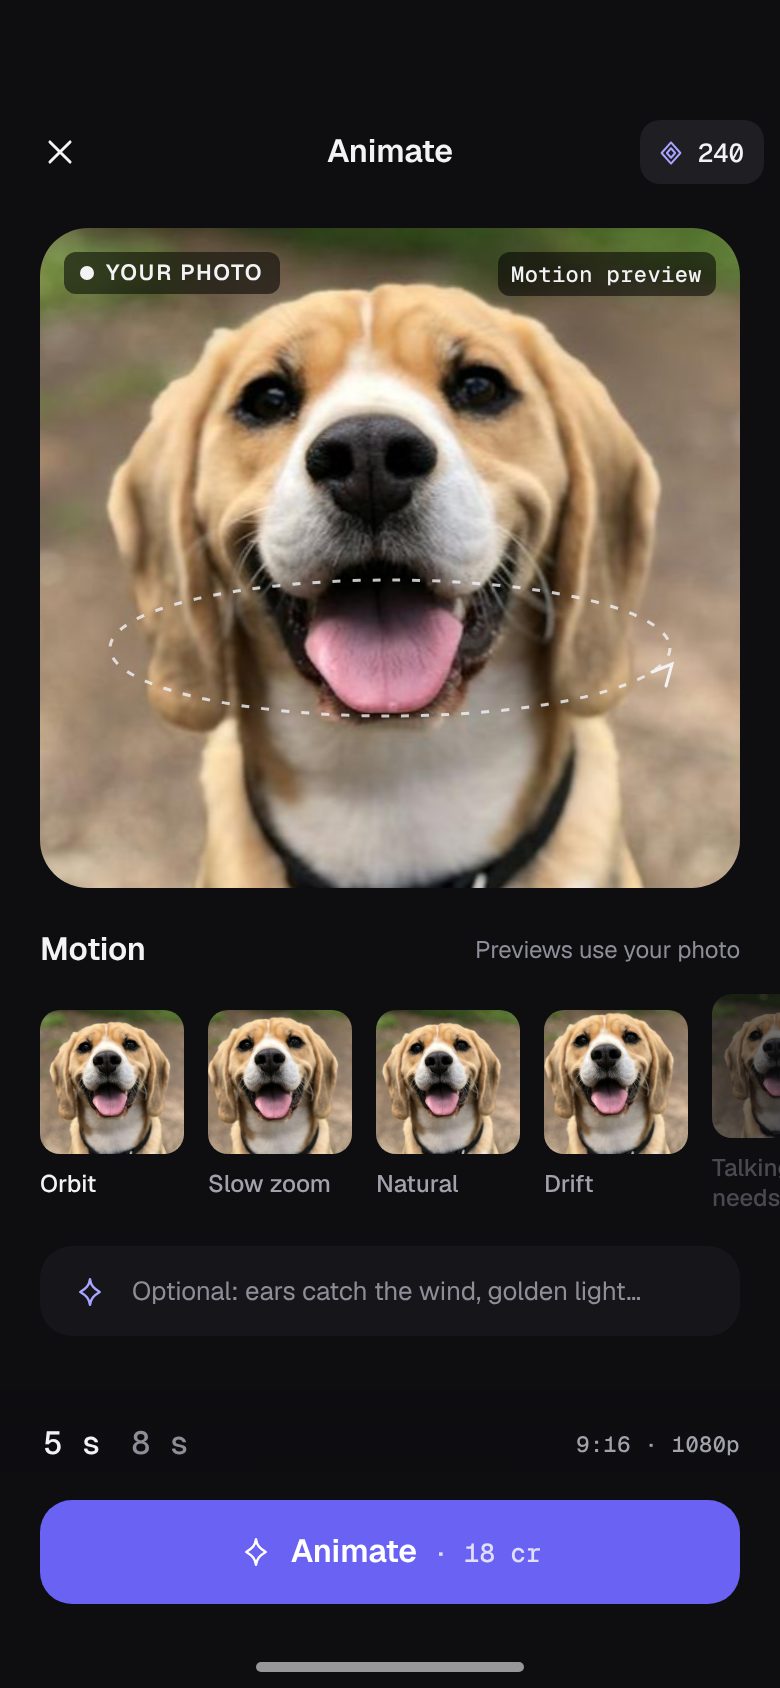 Animate
240
YOUR PHOTO
Motion preview
Motion
Previews use your photo
Orbit
Slow zoom
Natural
Drift
needs
Optional: ears catch the wind, golden light…
5 s
8 s
9:16 · 1080p
Animate · 18 cr